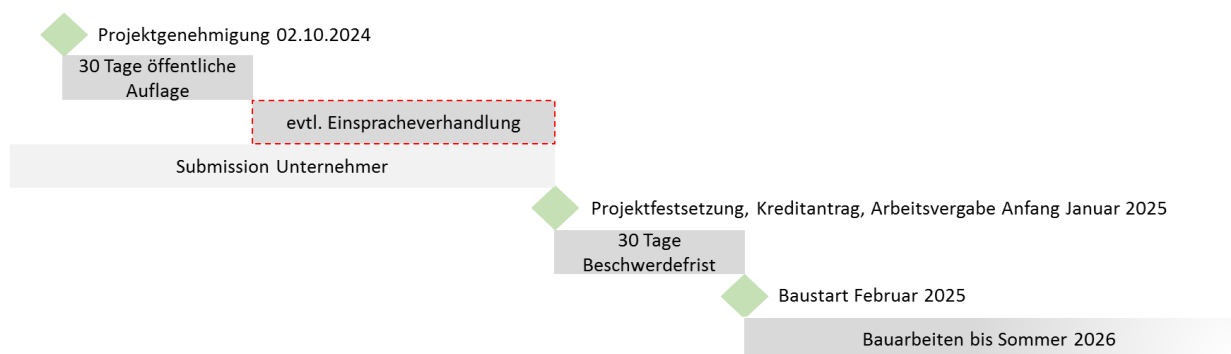 Projektgenehmigung 02.10.2024
30 Tage öffentliche
Auflage
evtl. Einspracheverhandlung
Submission Unternehmer
Projektfestsetzung, Kreditantrag, Arbeitsvergabe Anfang Januar 2025
30 Tage
Beschwerdefrist
Baustart Februar 2025
Bauarbeiten bis Sommer 2026